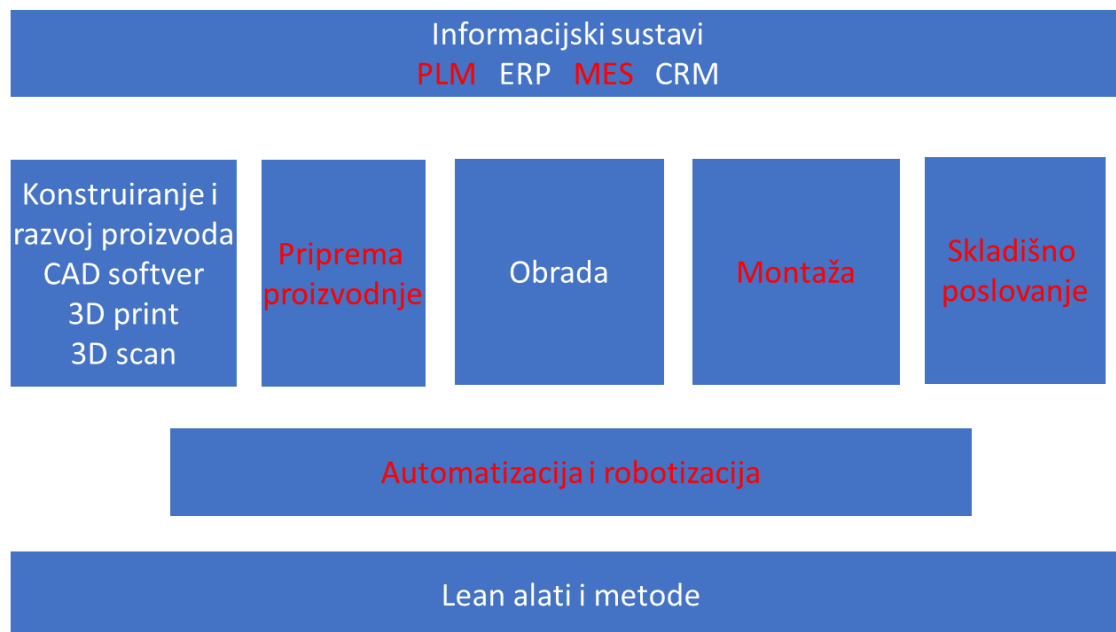 Informacijski sustavi
PLM ERP MES CRM
Konstruiranje i
razvoj proizvoda
CAD softver
3D print
3D scan
Priprema
proizvodnje
Obrada
Montaža
Skladišno
poslovanje
Automatizacija i robotizacija
Lean alati i metode